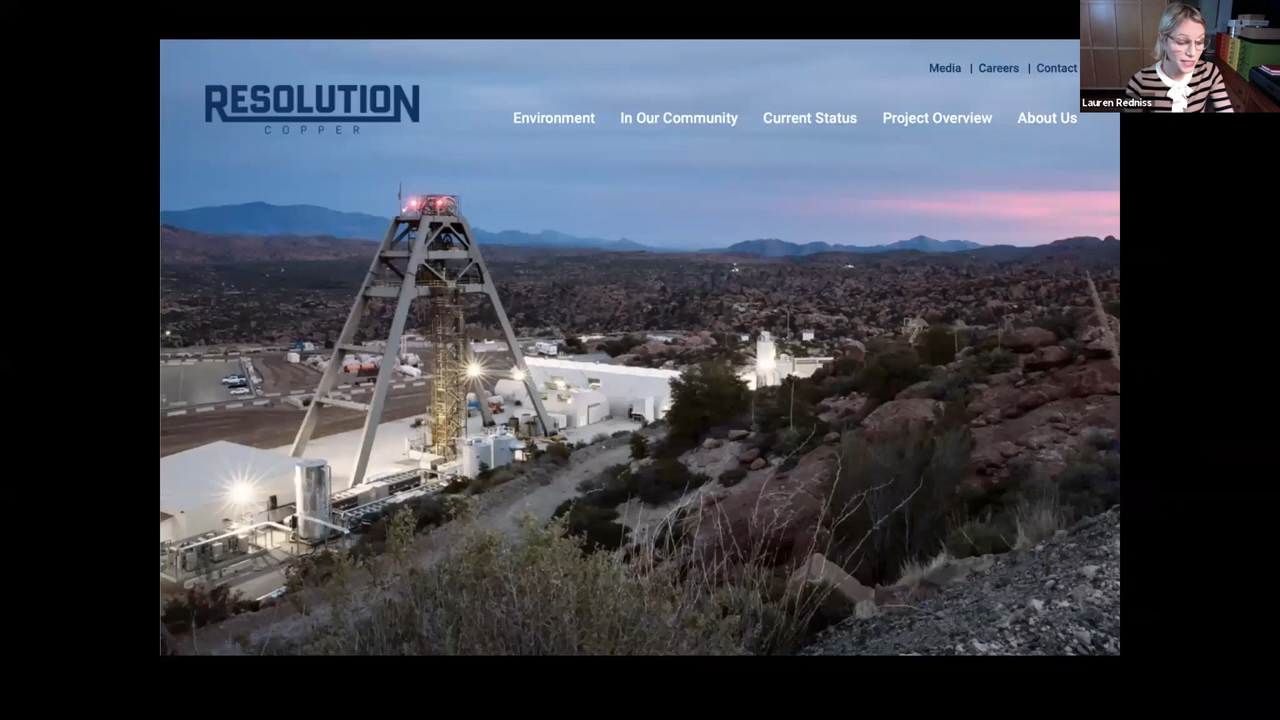 Media | Careers | Contact
RESOLUTION
COPPER
Environment In Our Community Current Status Project Overview About Us
Lauren Redniss